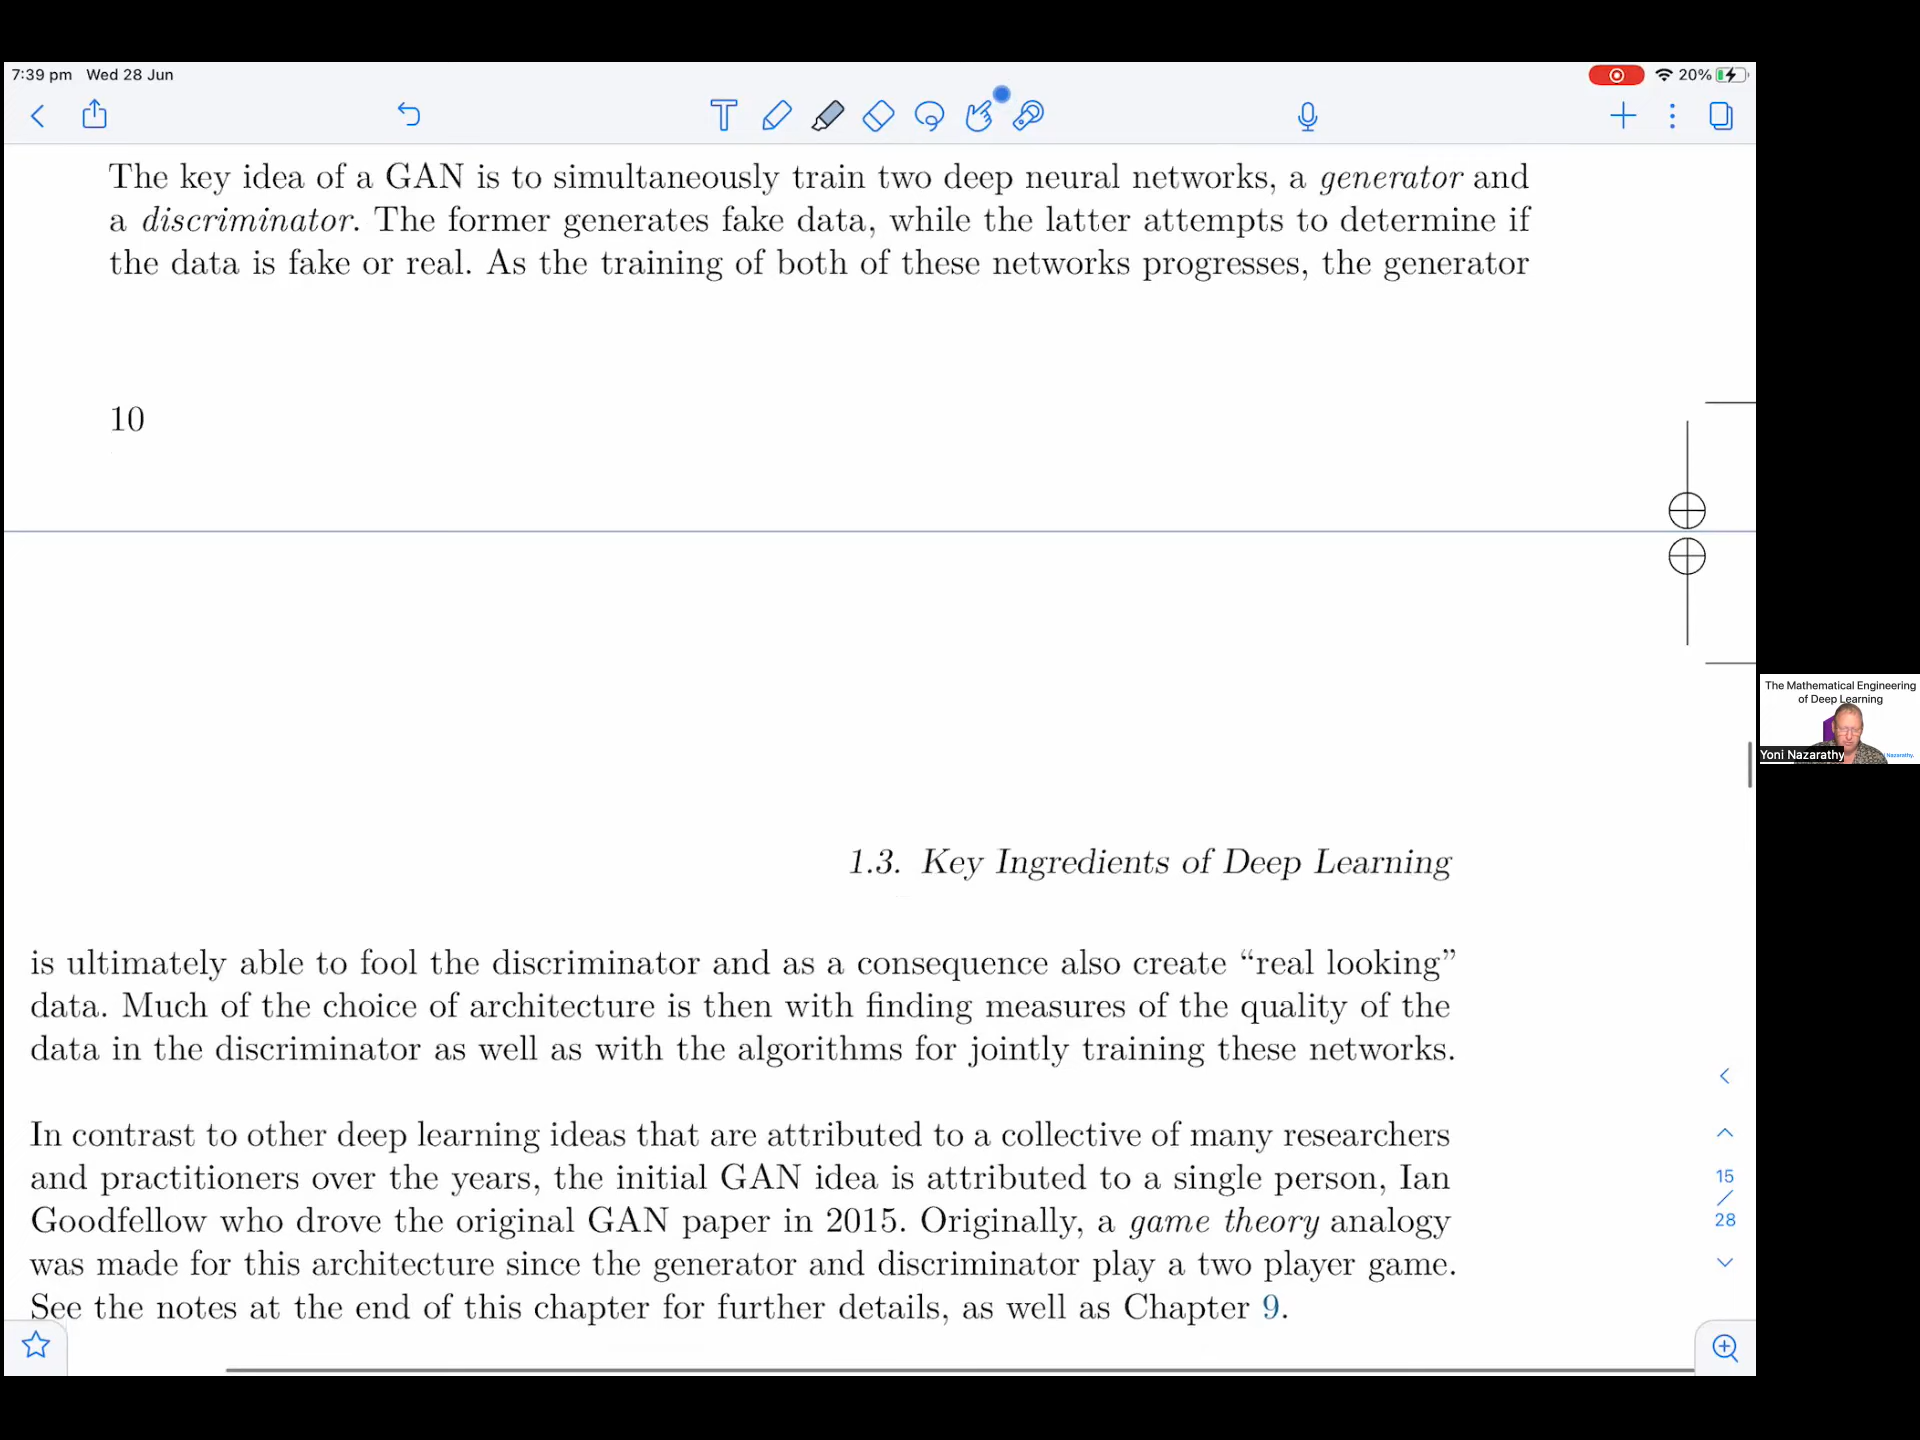 7:39 pm Wed 28 Jun
20%
The key idea of a GAN is to simultaneously train two deep neural networks, a generator and
a discriminator. The former generates fake data, while the latter attempts to determine if
the data is fake or real. As the training of both of these networks progresses, the generator
10
The Mathematical Engineering
of Deep Learning
Yoni Nazarathy
Nazarathy.
1.3. Key Ingredients of Deep Learning
is ultimately able to fool the discriminator and as a consequence also create “real looking”
data. Much of the choice of architecture is then with finding measures of the quality of the
data in the discriminator as well as with the algorithms for jointly training these networks.
In contrast to other deep learning ideas that are attributed to a collective of many researchers
and practitioners over the years, the initial GAN idea is attributed to a single person, Ian
Goodfellow who drove the original GAN paper in 2015. Originally, a game theory analogy
was made for this architecture since the generator and discriminator play a two player game.
See the notes at the end of this chapter for further details, as well as Chapter 9.
15
/
28